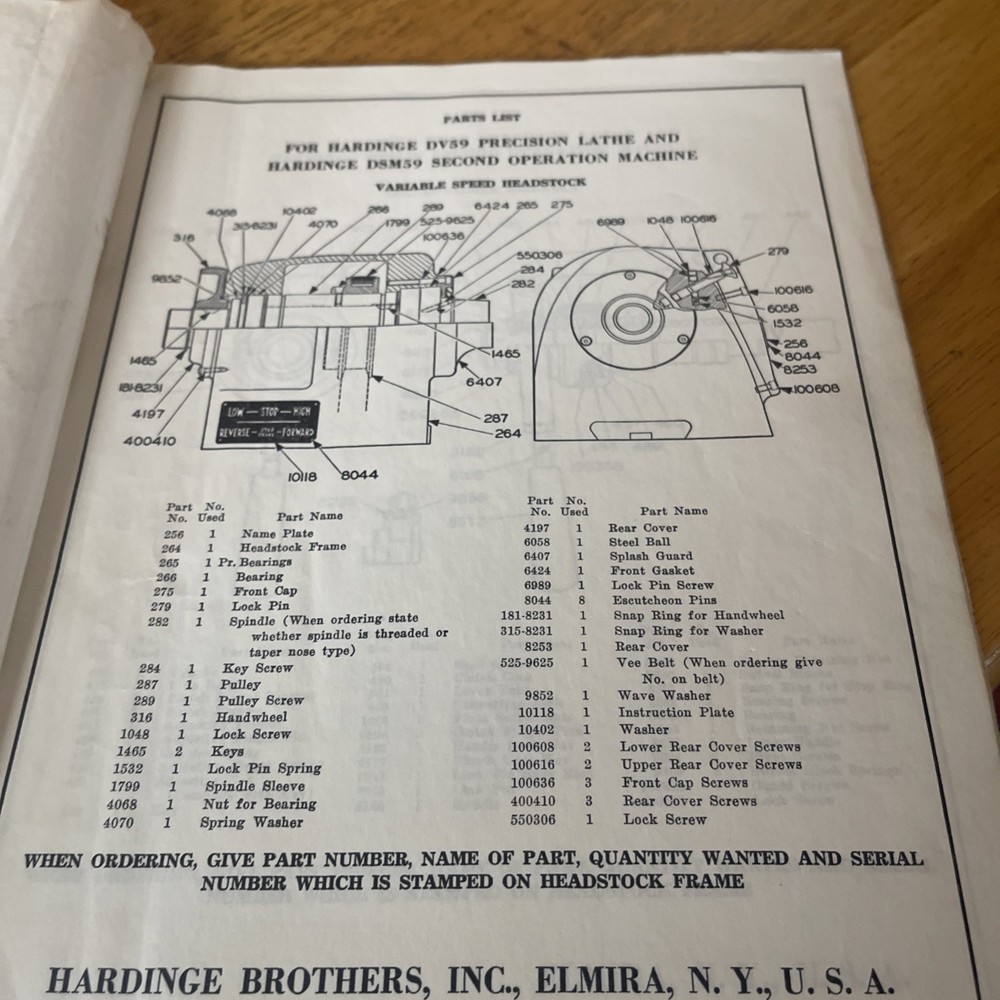 PARTS LIST
FOR HARDINGE DV59 PRECISION LATHE AND
HARDINGE DSM59 SECOND OPERATION MACHINE
VARIABLE SPEED HEADSTOCK
4068 10402 266 289 6424 265 275
315-8231 4070 1799 525-9625
316 100636
9852 550306
284
282
1465 1465
181-8231 6407
4197
400410 287
264
LOW — STOP — HIGH
REVERSE - - FORWARD
10118 8044
6989 1048 100616
279
100616
6058
1532
256
8044
8253
100608
Part No. Part Name
No. Used
256 1 Name Plate
264 1 Headstock Frame
265 1 Pr. Bearings
266 1 Bearing
275 1 Front Cap
279 1 Lock Pin
282 1 Spindle (When ordering state
whether spindle is threaded or
taper nose type)
284 1 Key Screw
287 1 Pulley
289 1 Pulley Screw
316 1 Handwheel
1048 1 Lock Screw
1465 2 Keys
1532 1 Lock Pin Spring
1799 1 Spindle Sleeve
4068 1 Nut for Bearing
4070 1 Spring Washer
Part No.
No. Used Part Name
4197 1 Rear Cover
6058 1 Steel Ball
6407 1 Splash Guard
6424 1 Front Gasket
6989 1 Lock Pin Screw
8044 8 Escutcheon Pins
181-8231 1 Snap Ring for Handwheel
315-8231 1 Snap Ring for Washer
8253 1 Rear Cover
525-9625 1 Vee Belt (When ordering give
No. on belt)
9852 1 Wave Washer
10118 1 Instruction Plate
10402 1 Washer
100608 2 Lower Rear Cover Screws
100616 2 Upper Rear Cover Screws
100636 3 Front Cap Screws
400410 3 Rear Cover Screws
550306 1 Lock Screw
WHEN ORDERING, GIVE PART NUMBER, NAME OF PART, QUANTITY WANTED AND SERIAL
NUMBER WHICH IS STAMPED ON HEADSTOCK FRAME
HARDINGE BROTHERS, INC., ELMIRA, N. Y., U. S. A.